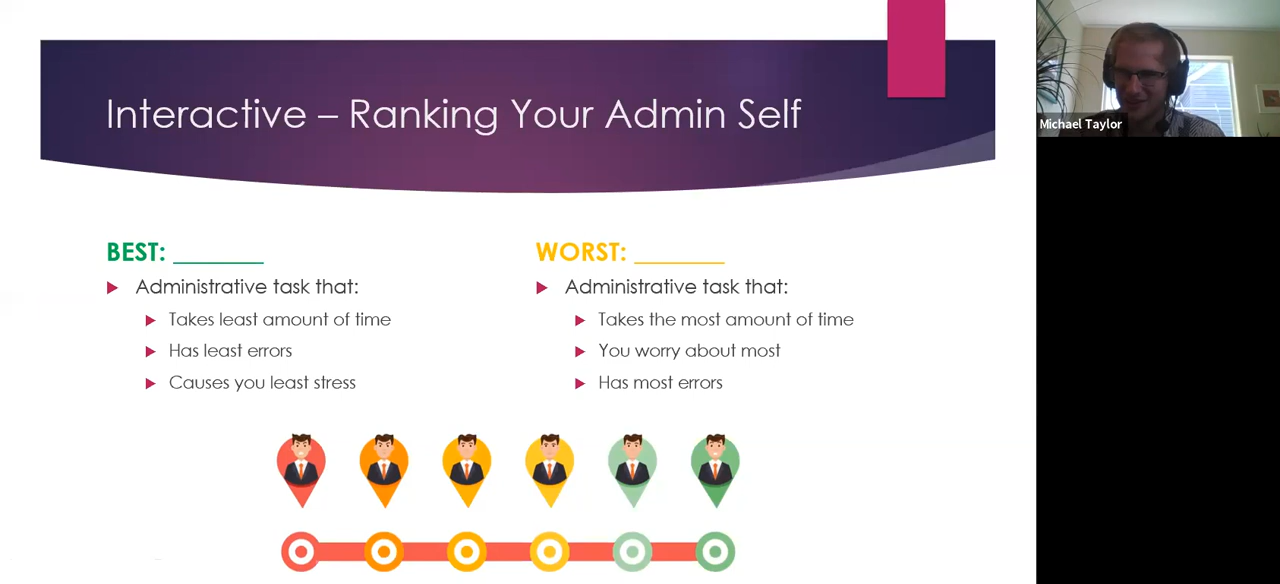 Interactive – Ranking Your Admin Self
Michael Taylor
BEST: _______
Administrative task that:
Takes least amount of time
Has least errors
Causes you least stress
WORST: _______
Administrative task that:
Takes the most amount of time
You worry about most
Has most errors